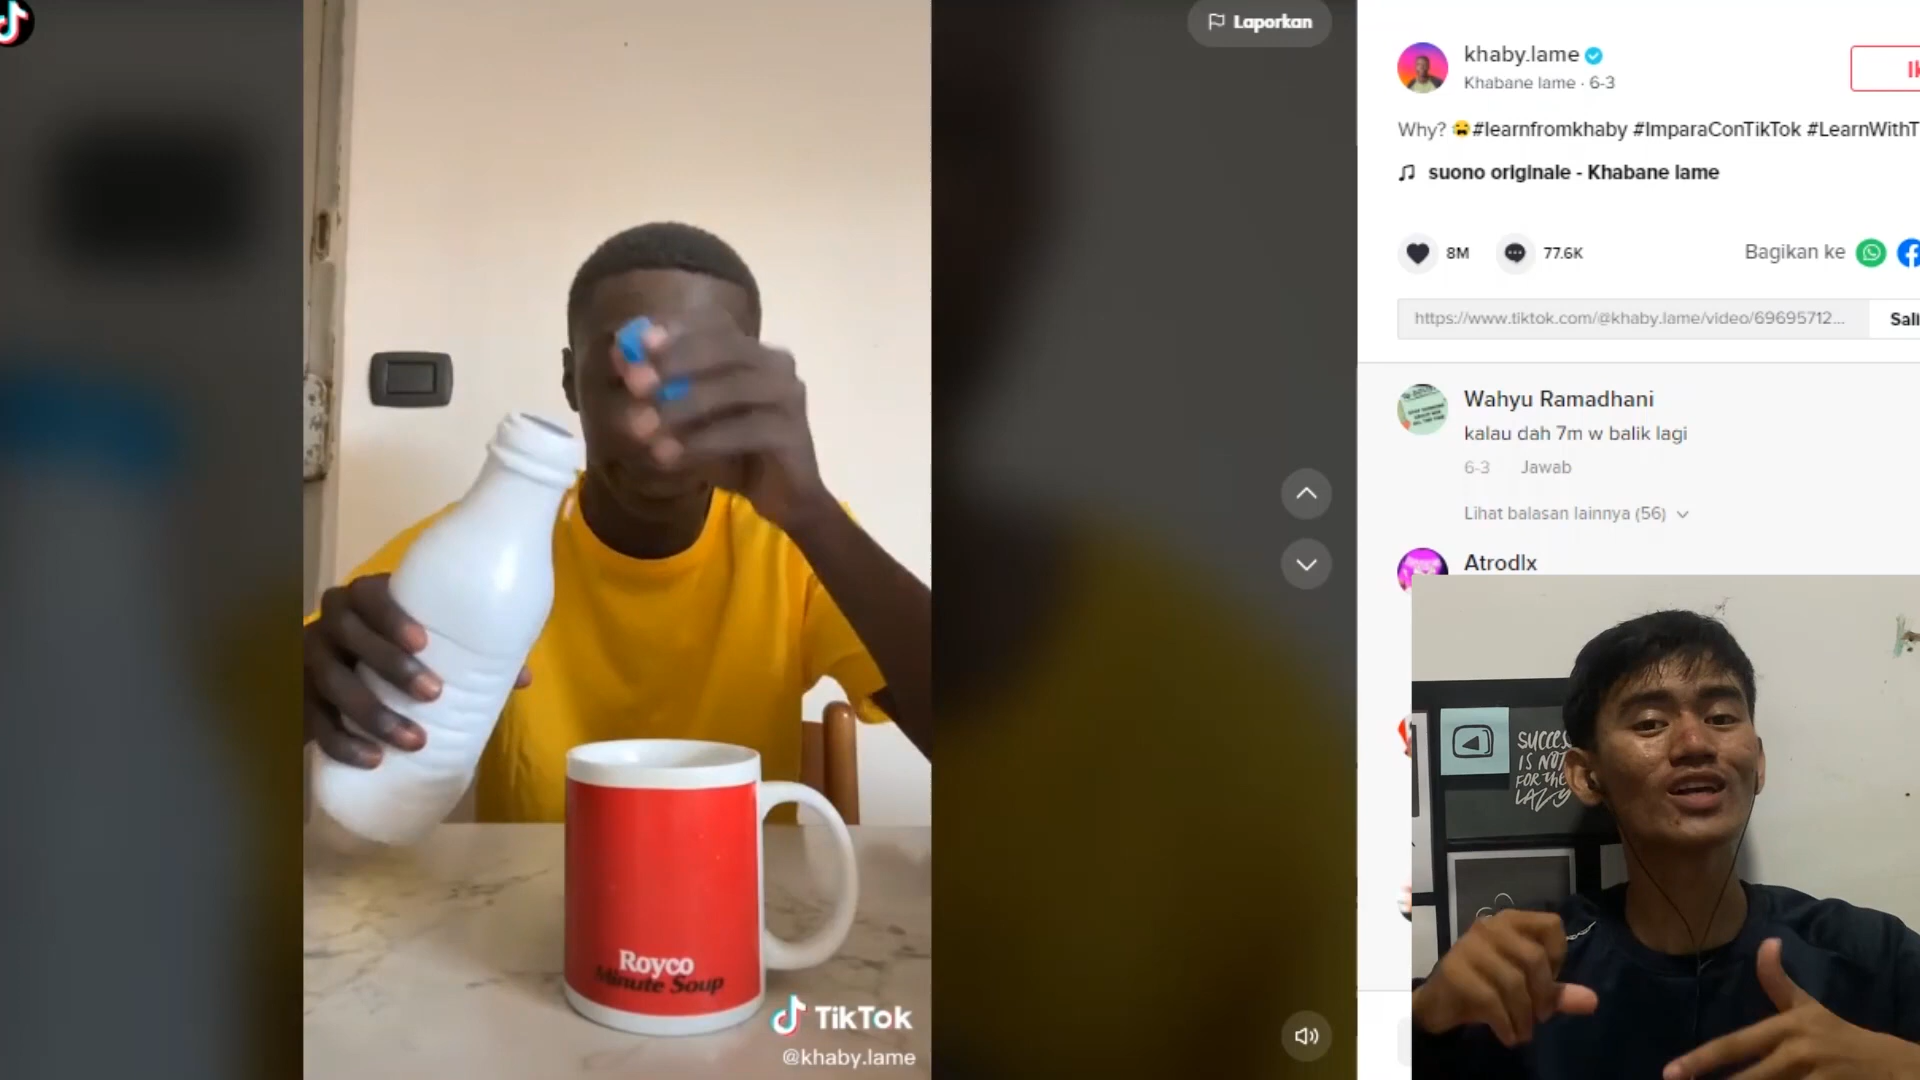 Laporkan
khaby.lame
Khabane lame · 6-3
Why? 😭#learnfromkhaby #ImparaConTikTok #LearnWithT
♫ suono originale - Khabane lame
8M
77.6K
Bagikan ke
https://www.tiktok.com/@khaby.lame/video/69695712...
Wahyu Ramadhani
kalau dah 7m w balik lagi
6-3 Jawab
Lihat balasan lainnya (56)
Atrodlx
SUCCESS
IS NOT
FOR THE
LAZY
Royco
Minute Soup
TikTok
@khaby.lame